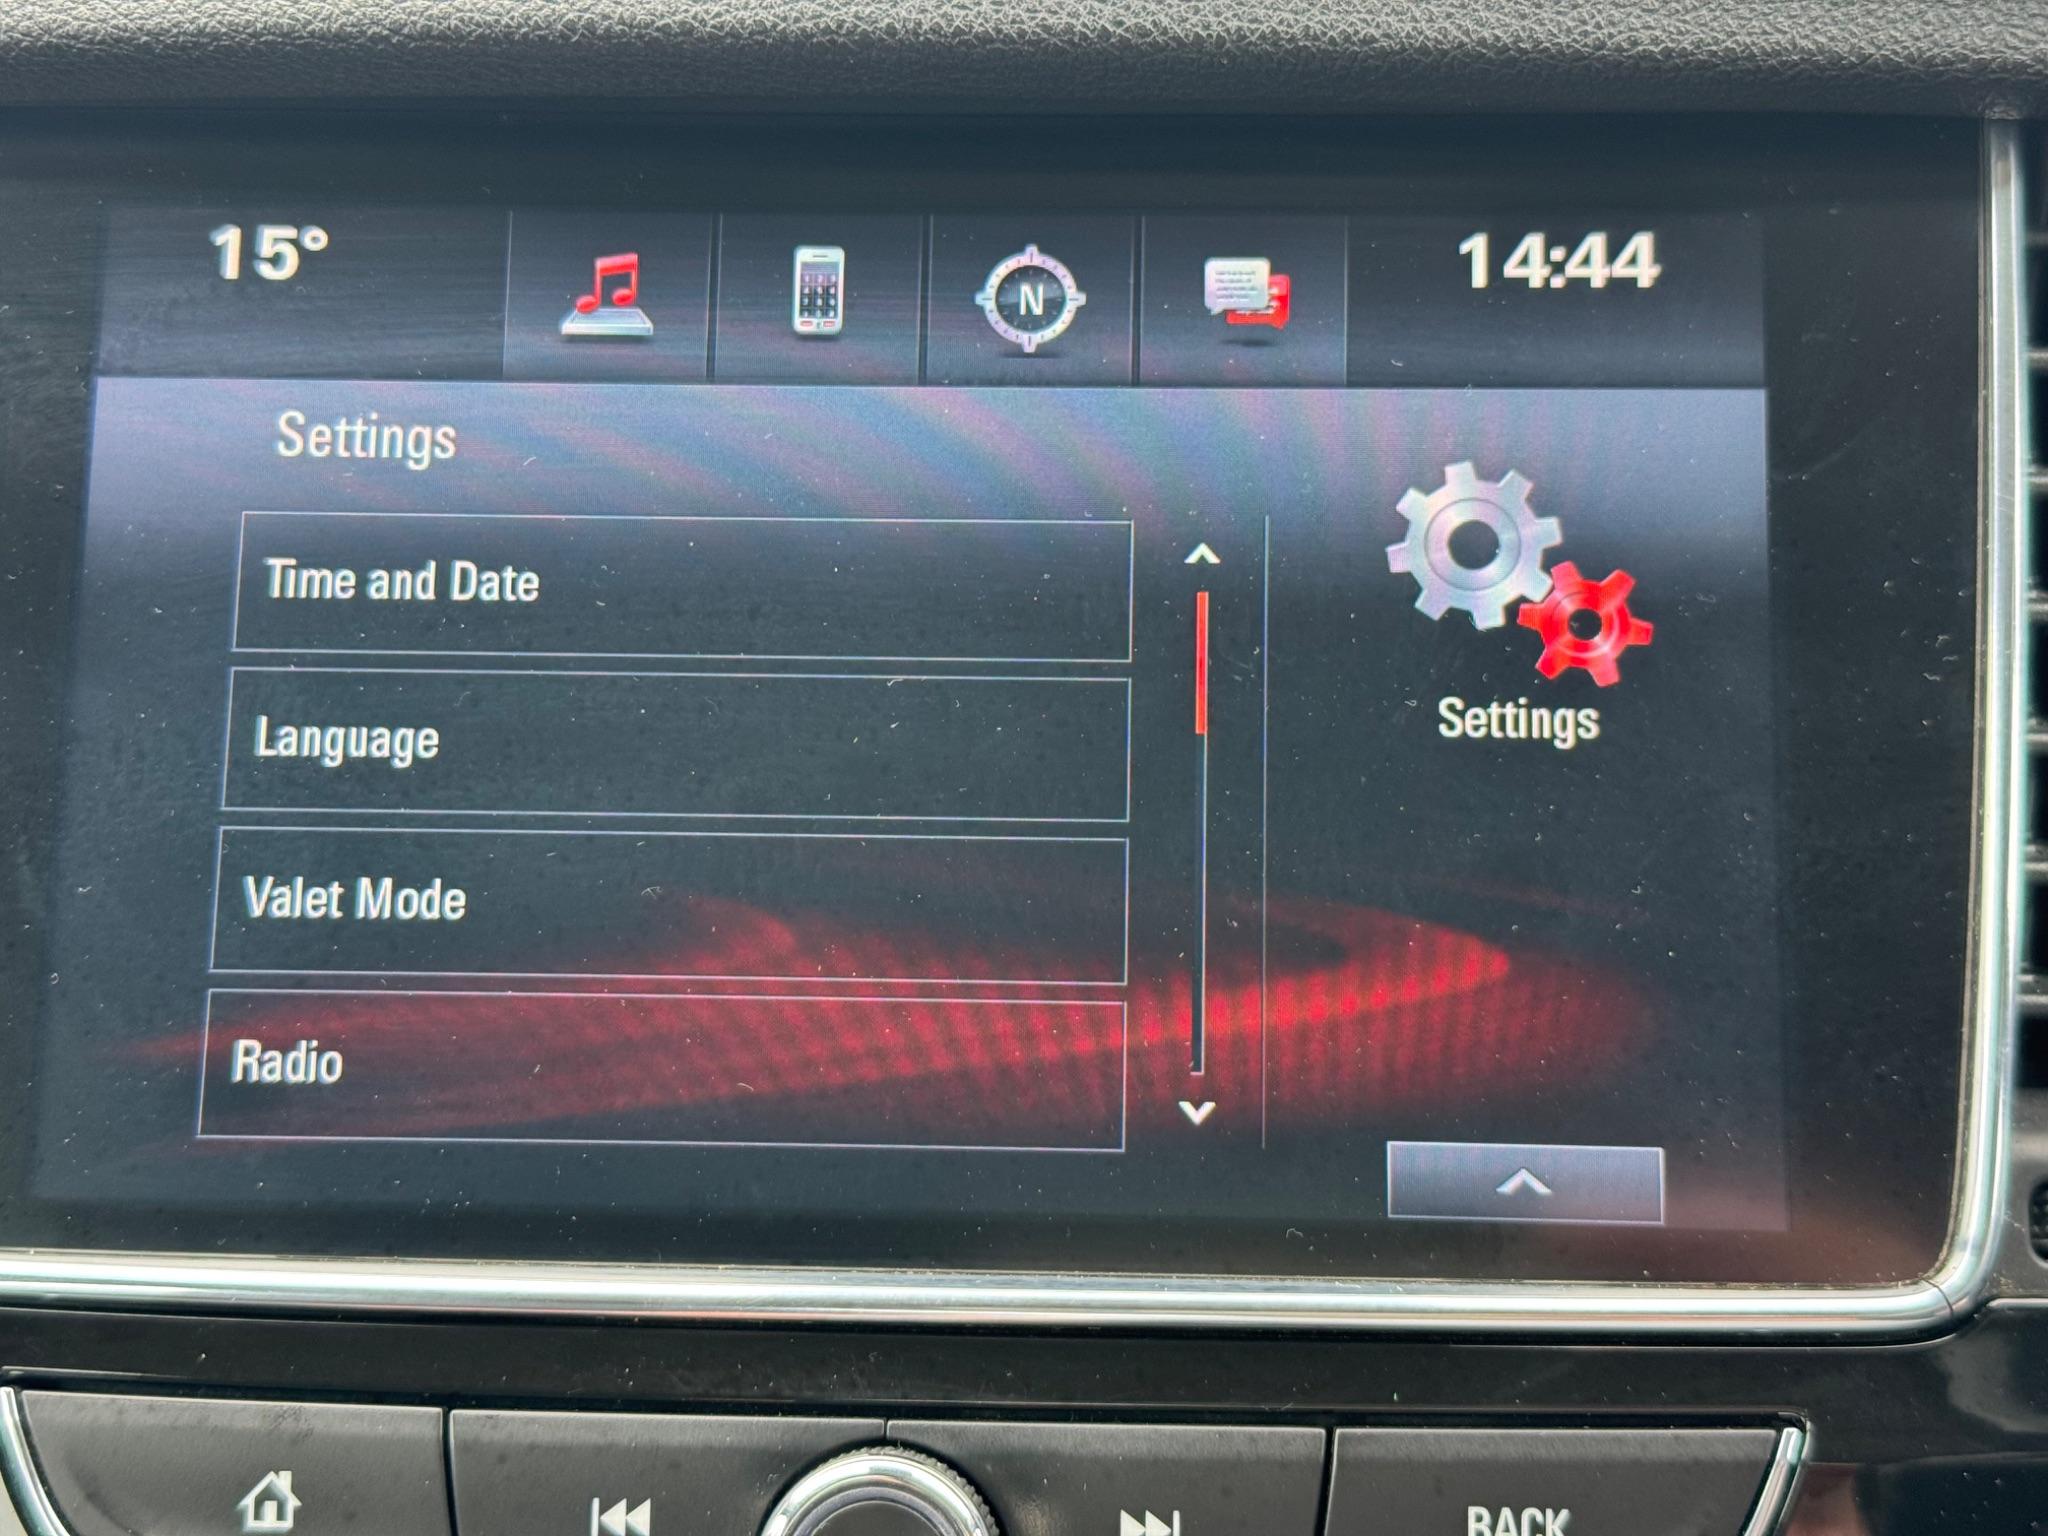 15°
N
14:44
Settings
Time and Date
Language
Valet Mode
Radio
Settings
BACK